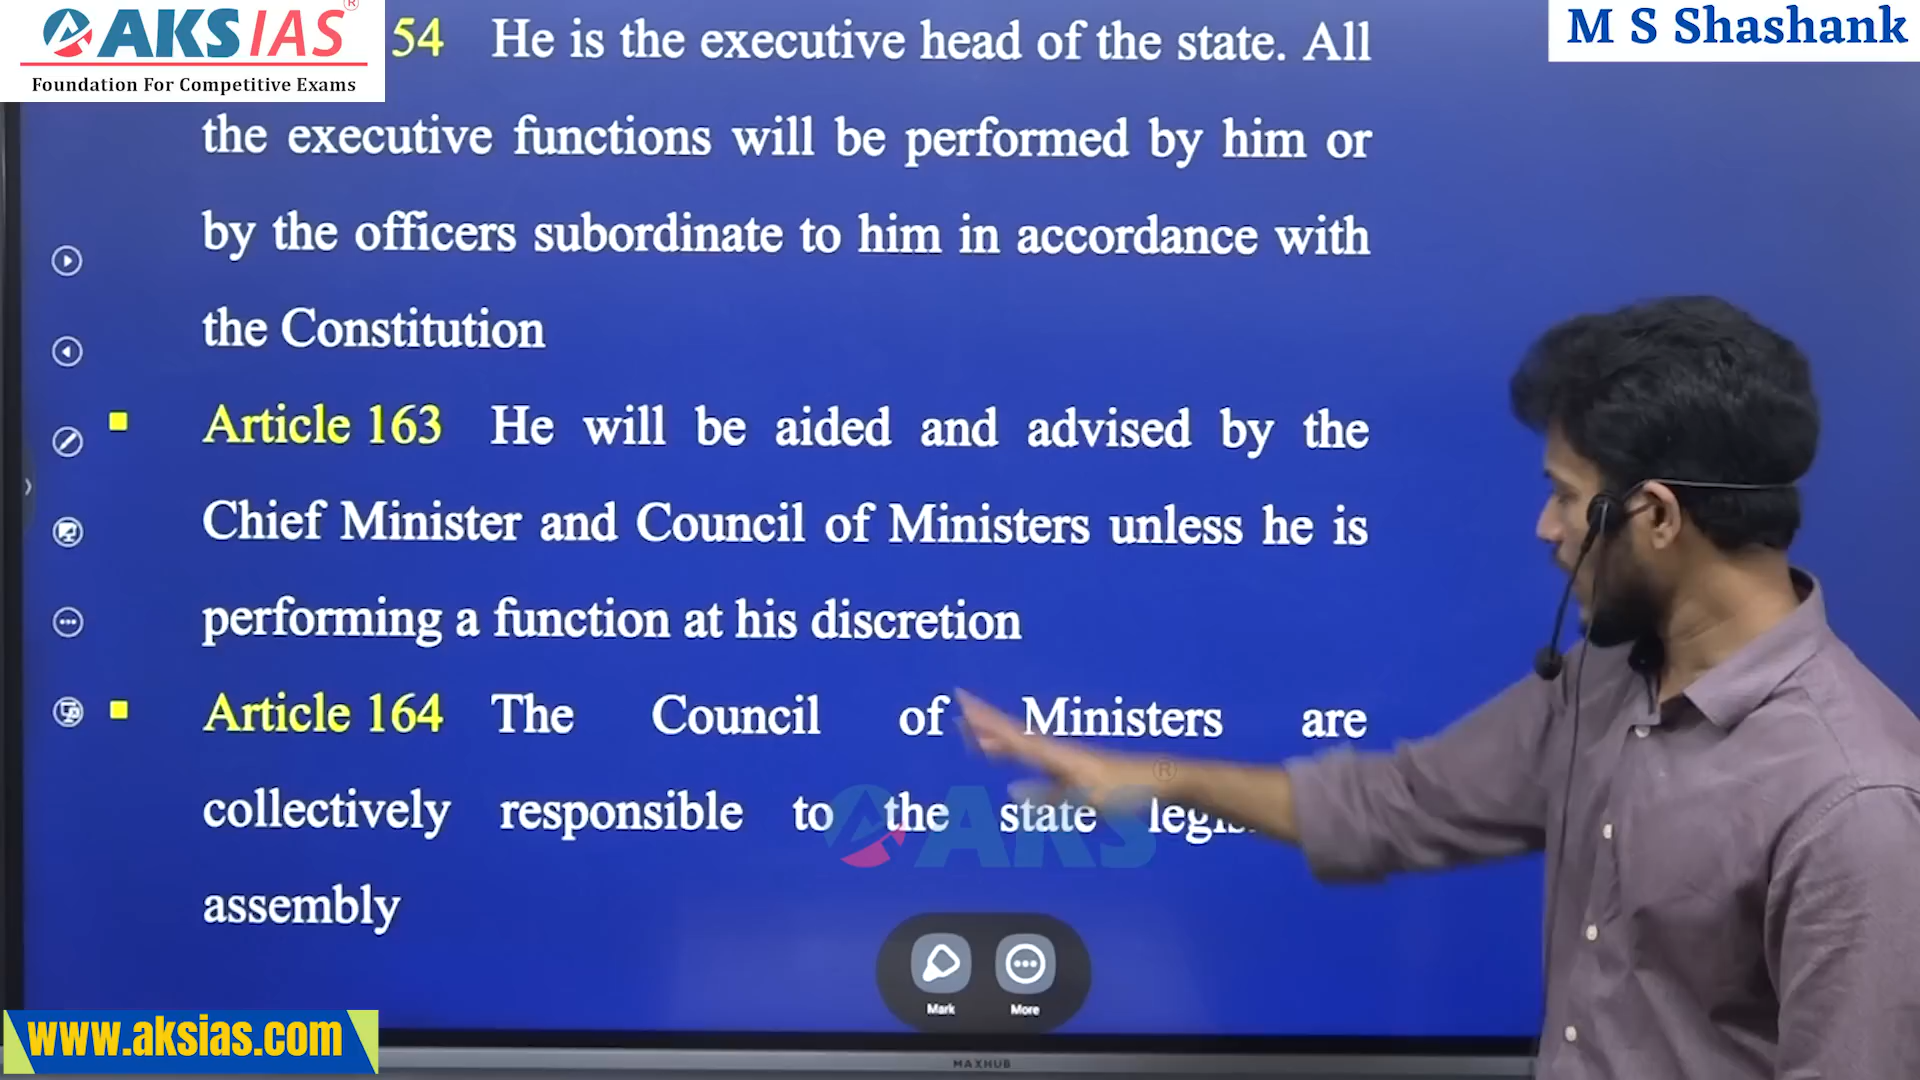 AKS IAS ®
Foundation For Competitive Exams
M S Shashank
54 He is the executive head of the state. All
the executive functions will be performed by him or
by the officers subordinate to him in accordance with
the Constitution
Article 163 He will be aided and advised by the
Chief Minister and Council of Ministers unless he is
performing a function at his discretion
Article 164 The Council of Ministers are
collectively responsible to the state
assembly
AKS ®
Mark More
www.aksias.com
MAXHUB